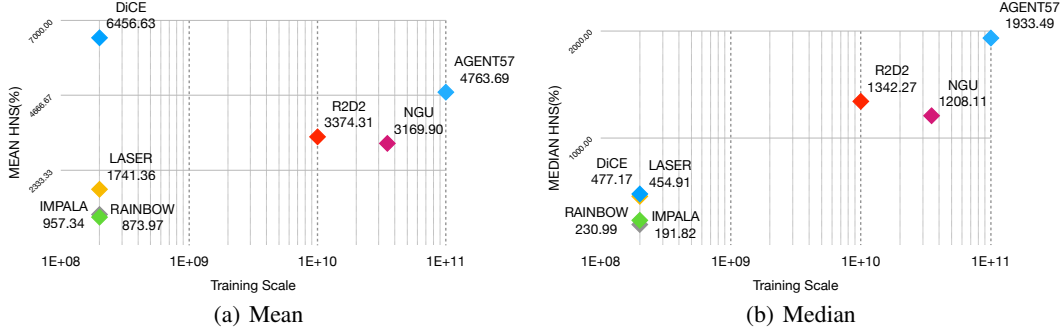 DiCE
6456.63
7000.00
AGENT57
4763.69
4666.67
R2D2
3374.31
NGU
3169.90
MEAN HNS(%)
2333.33
LASER
1741.36
IMPALA
957.34
RAINBOW
873.97
1E+08 1E+09 1E+10 1E+11
Training Scale
(a) Mean
AGENT57
1933.49
2000.00
R2D2
1342.27
NGU
1208.11
MEDIAN HNS(%)
1000.00
DiCE
477.17
LASER
454.91
RAINBOW
230.99
IMPALA
191.82
1E+08 1E+09 1E+10 1E+11
Training Scale
(b) Median